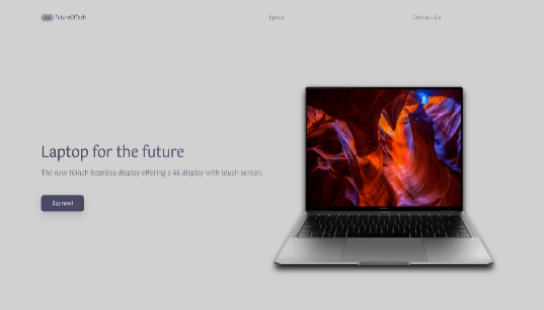 FutureOfTech
Specs
Contact Us
Laptop for the future
The new 16inch bezeless display offering a 4k display with touch screen.
Buy now!